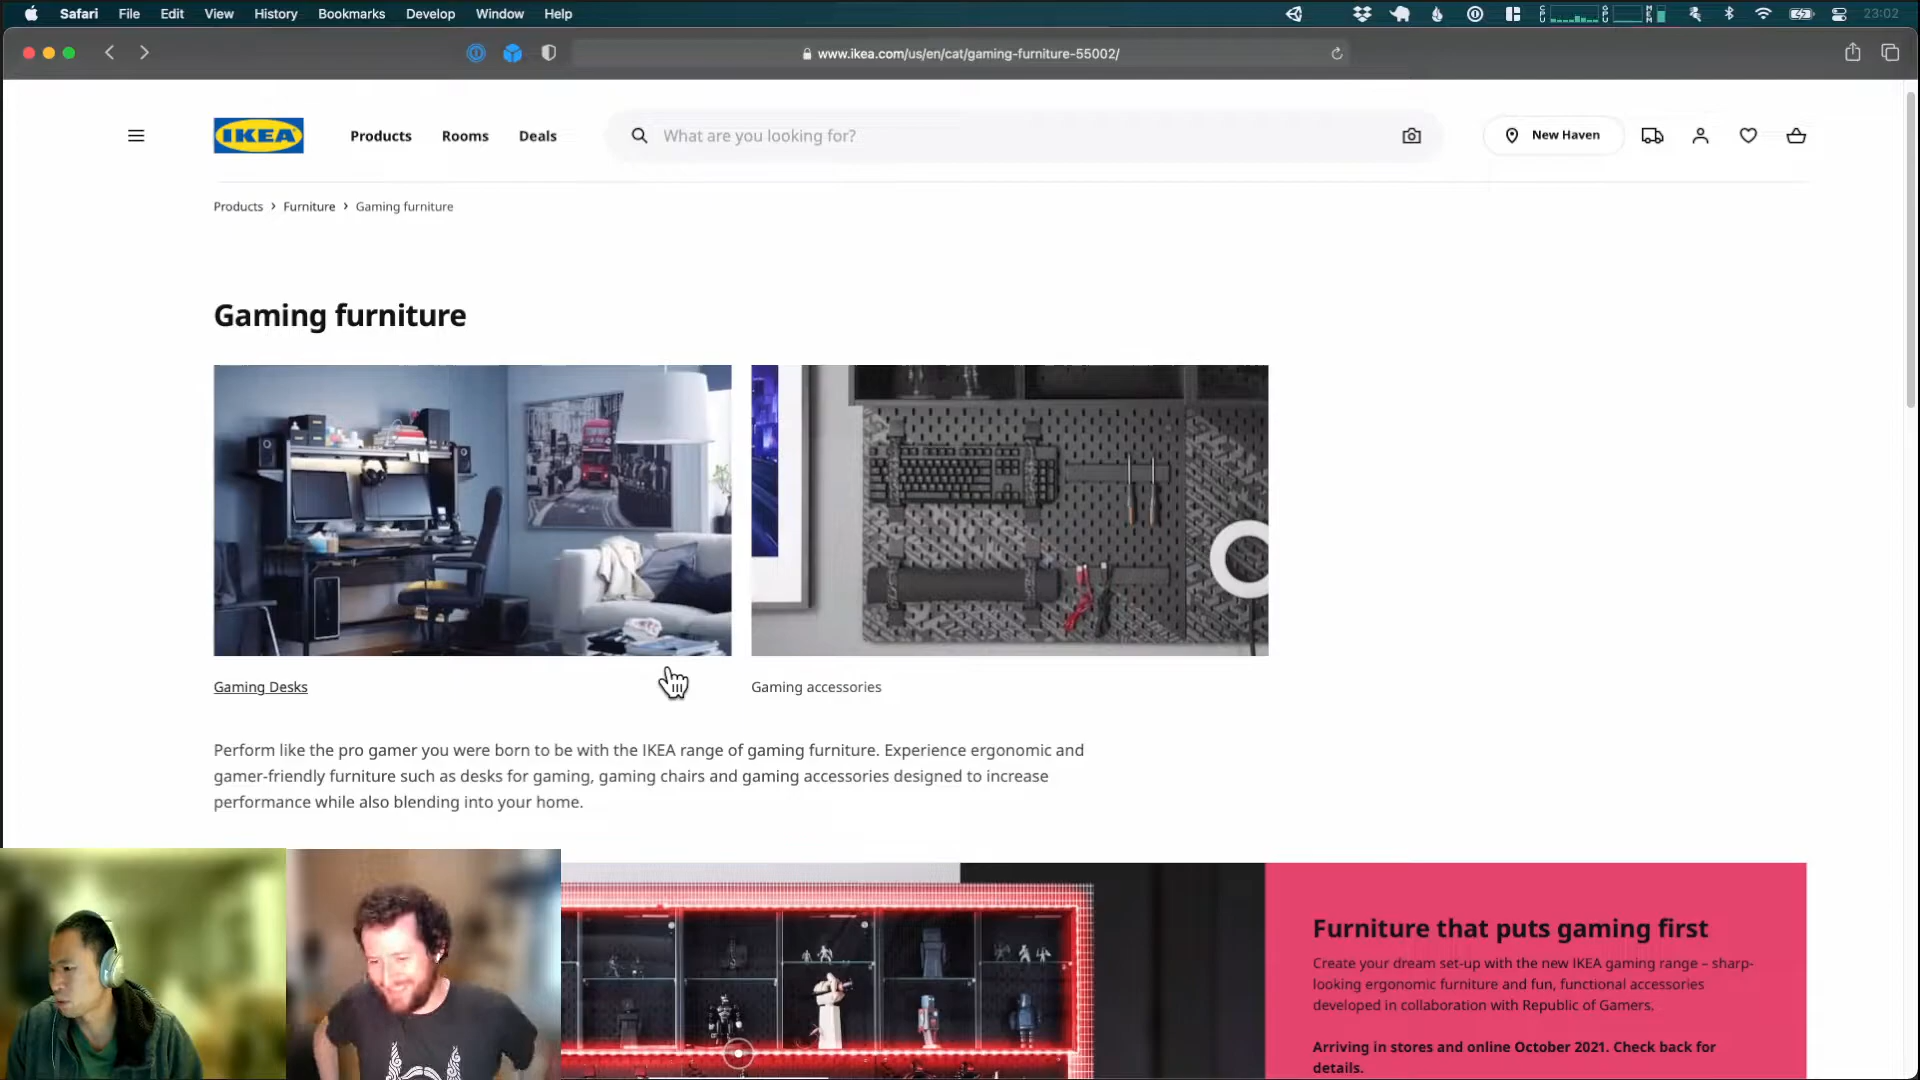 Safari File Edit View History Bookmarks Develop Window Help
23:02
www.ikea.com/us/en/cat/gaming-furniture-55002/
IKEA
Products
Rooms
Deals
What are you looking for?
New Haven
Products > Furniture > Gaming furniture
Gaming furniture
Gaming Desks
Gaming accessories
Perform like the pro gamer you were born to be with the IKEA range of gaming furniture. Experience ergonomic and
gamer-friendly furniture such as desks for gaming, gaming chairs and gaming accessories designed to increase
performance while also blending into your home.
Furniture that puts gaming first
Create your dream set-up with the new IKEA gaming range – sharp-
looking ergonomic furniture and fun, functional accessories
developed in collaboration with Republic of Gamers.
Arriving in stores and online October 2021. Check back for
details.